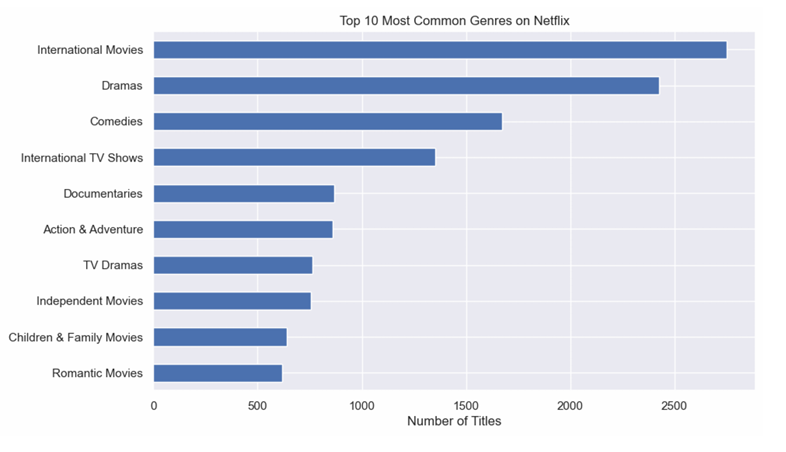 Top 10 Most Common Genres on Netflix
International Movies
Dramas
Comedies
International TV Shows
Documentaries
Action & Adventure
TV Dramas
Independent Movies
Children & Family Movies
Romantic Movies
0 500 1000 1500 2000 2500
Number of Titles